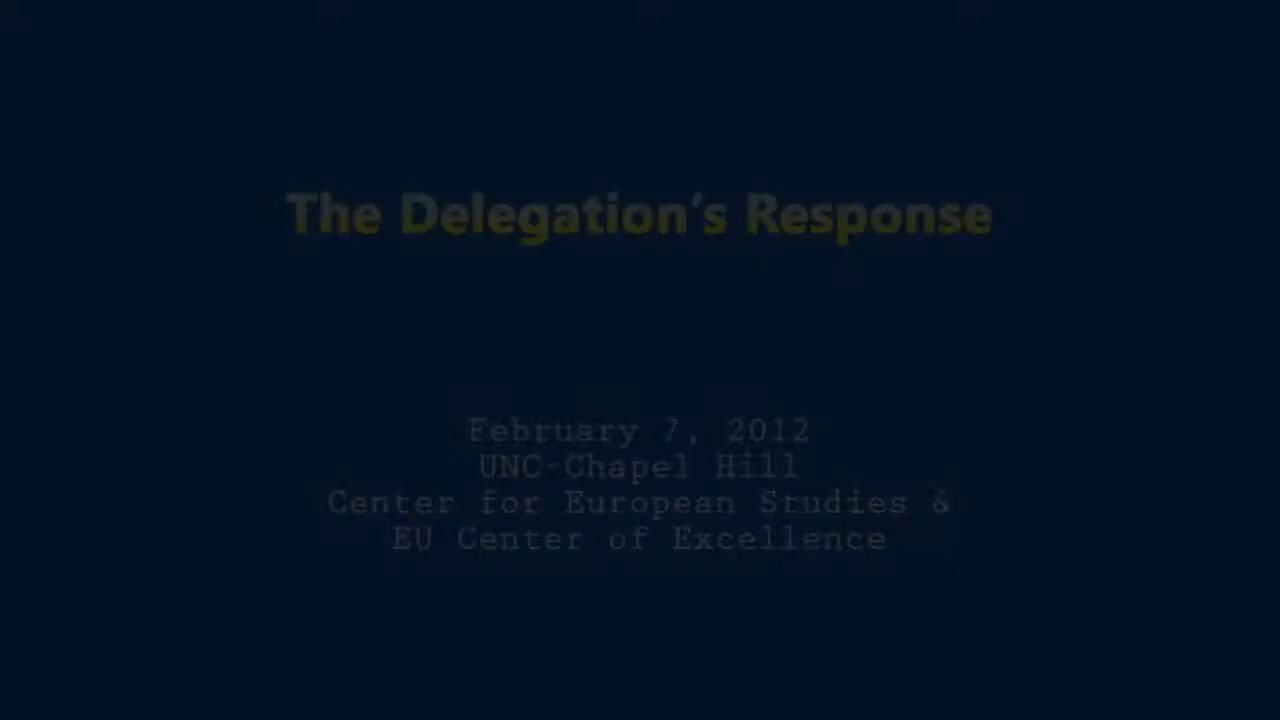 The Delegation’s Response
February 7, 2012
UNC-Chapel Hill
Center for European Studies &
EU Center of Excellence